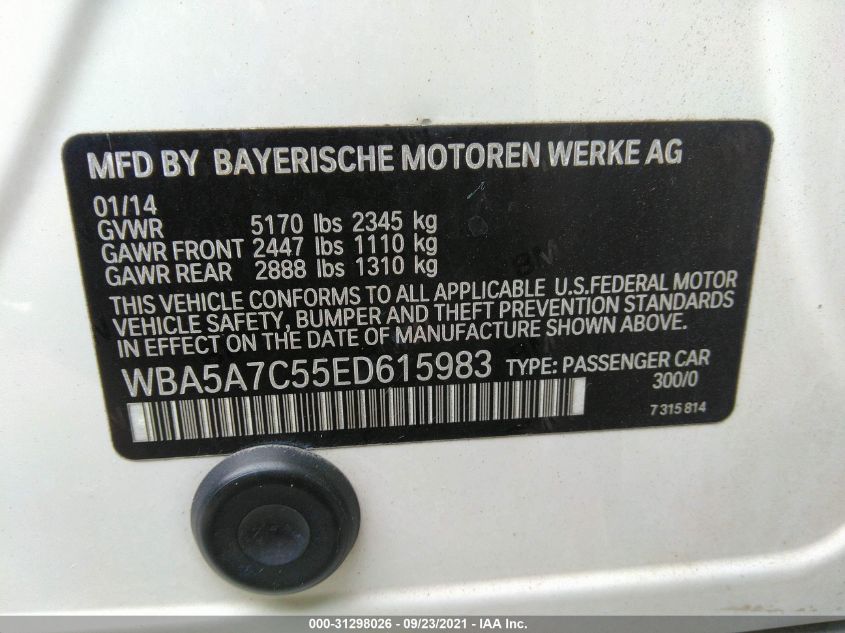 MFD BY BAYERISCHE MOTOREN WERKE AG
01/14
GVWR 5170 lbs 2345 kg
GAWR FRONT 2447 lbs 1110 kg
GAWR REAR 2888 lbs 1310 kg
THIS VEHICLE CONFORMS TO ALL APPLICABLE U.S.FEDERAL MOTOR
VEHICLE SAFETY, BUMPER AND THEFT PREVENTION STANDARDS
IN EFFECT ON THE DATE OF MANUFACTURE SHOWN ABOVE.
WBA5A7C55ED615983 TYPE: PASSENGER CAR
300/0
7315814
000-31298026 - 09/23/2021 - IAA Inc.